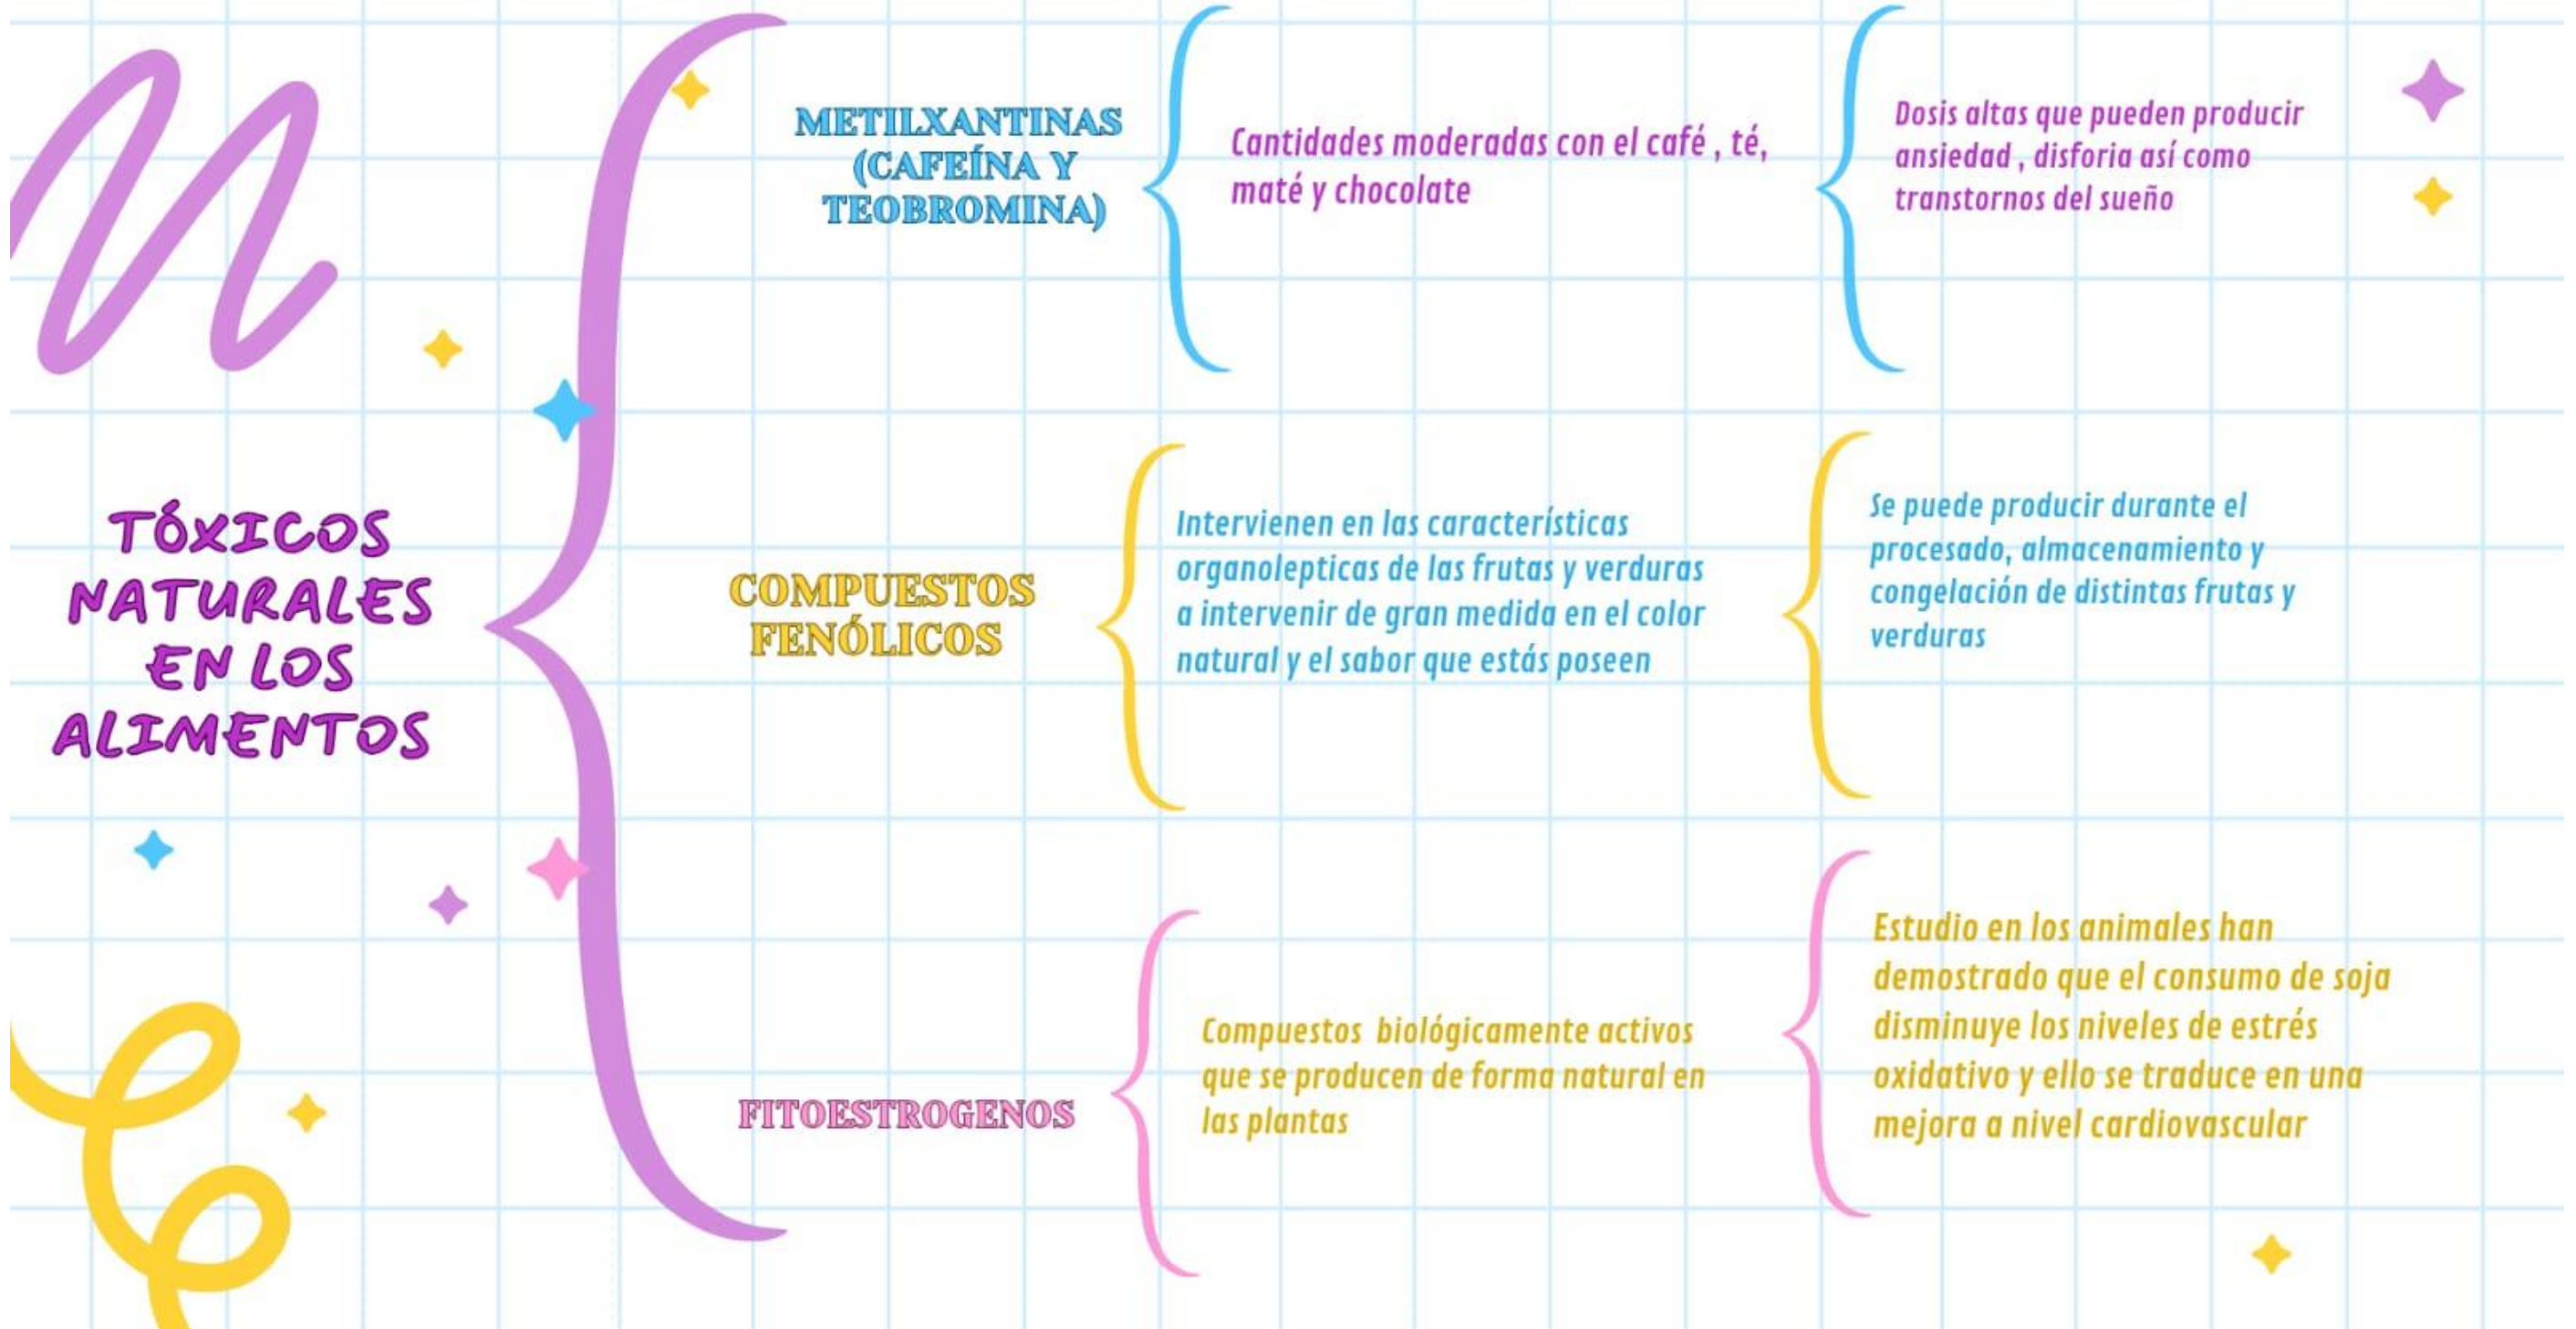 TÓXICOS
NATURALES
EN LOS
ALIMENTOS
METILXANTINAS
(CAFEÍNA Y
TEOBROMINA)
Cantidades moderadas con el café , té,
maté y chocolate
Dosis altas que pueden producir
ansiedad , disforia así como
transtornos del sueño
COMPUESTOS
FENÓLICOS
Intervienen en las características
organolepticas de las frutas y verduras
a intervenir de gran medida en el color
natural y el sabor que estás poseen
Se puede producir durante el
procesado, almacenamiento y
congelación de distintas frutas y
verduras
FITOESTROGENOS
Compuestos biológicamente activos
que se producen de forma natural en
las plantas
Estudio en los animales han
demostrado que el consumo de soja
disminuye los niveles de estrés
oxidativo y ello se traduce en una
mejora a nivel cardiovascular